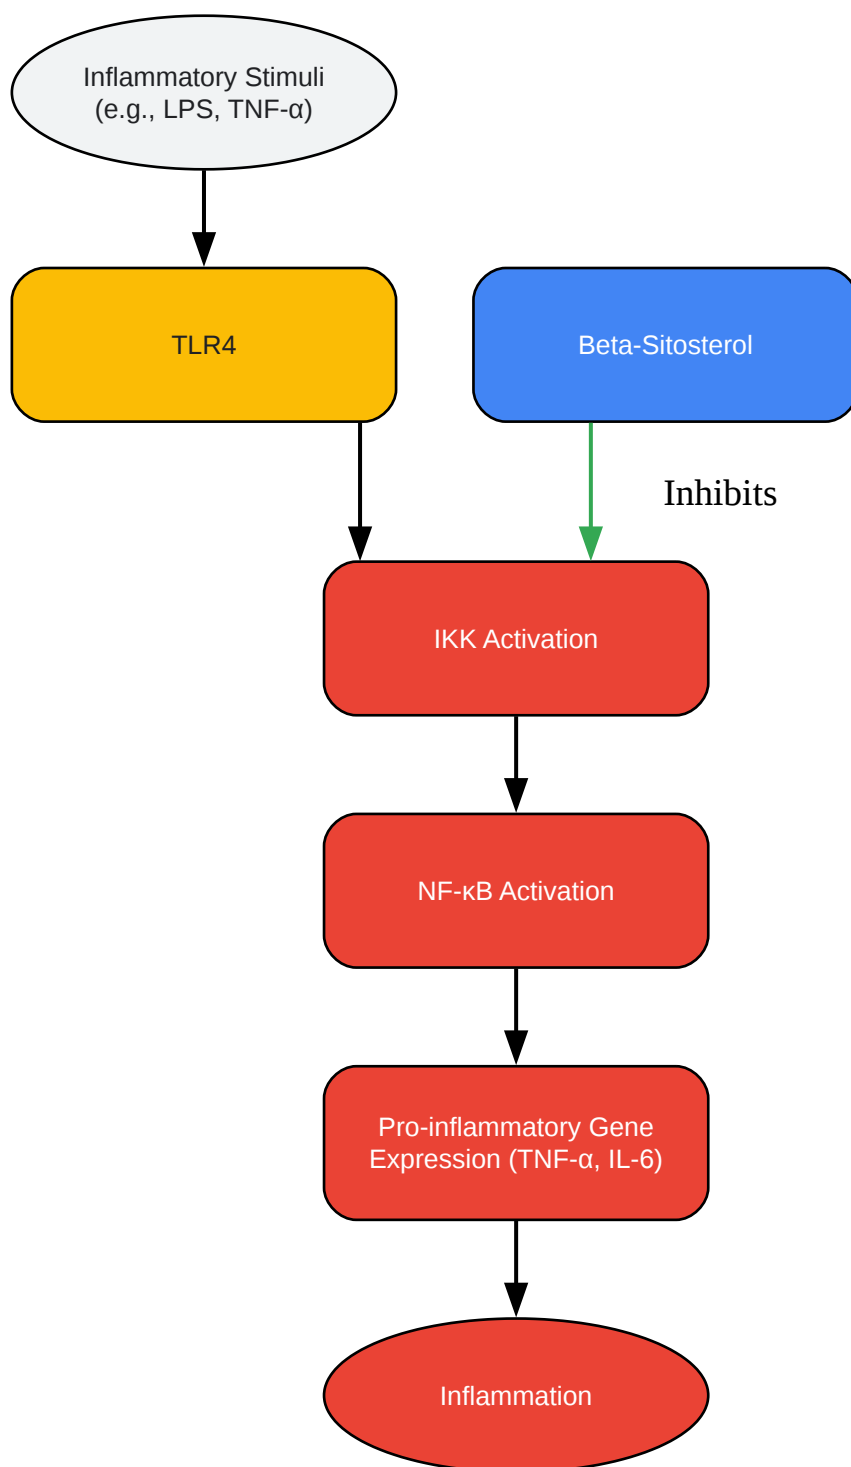 Inflammatory Stimuli
(e.g., LPS, TNF-α)
TLR4
Beta-Sitosterol
Inhibits
IKK Activation
NF-κB Activation
Pro-inflammatory Gene
Expression (TNF-α, IL-6)
Inflammation